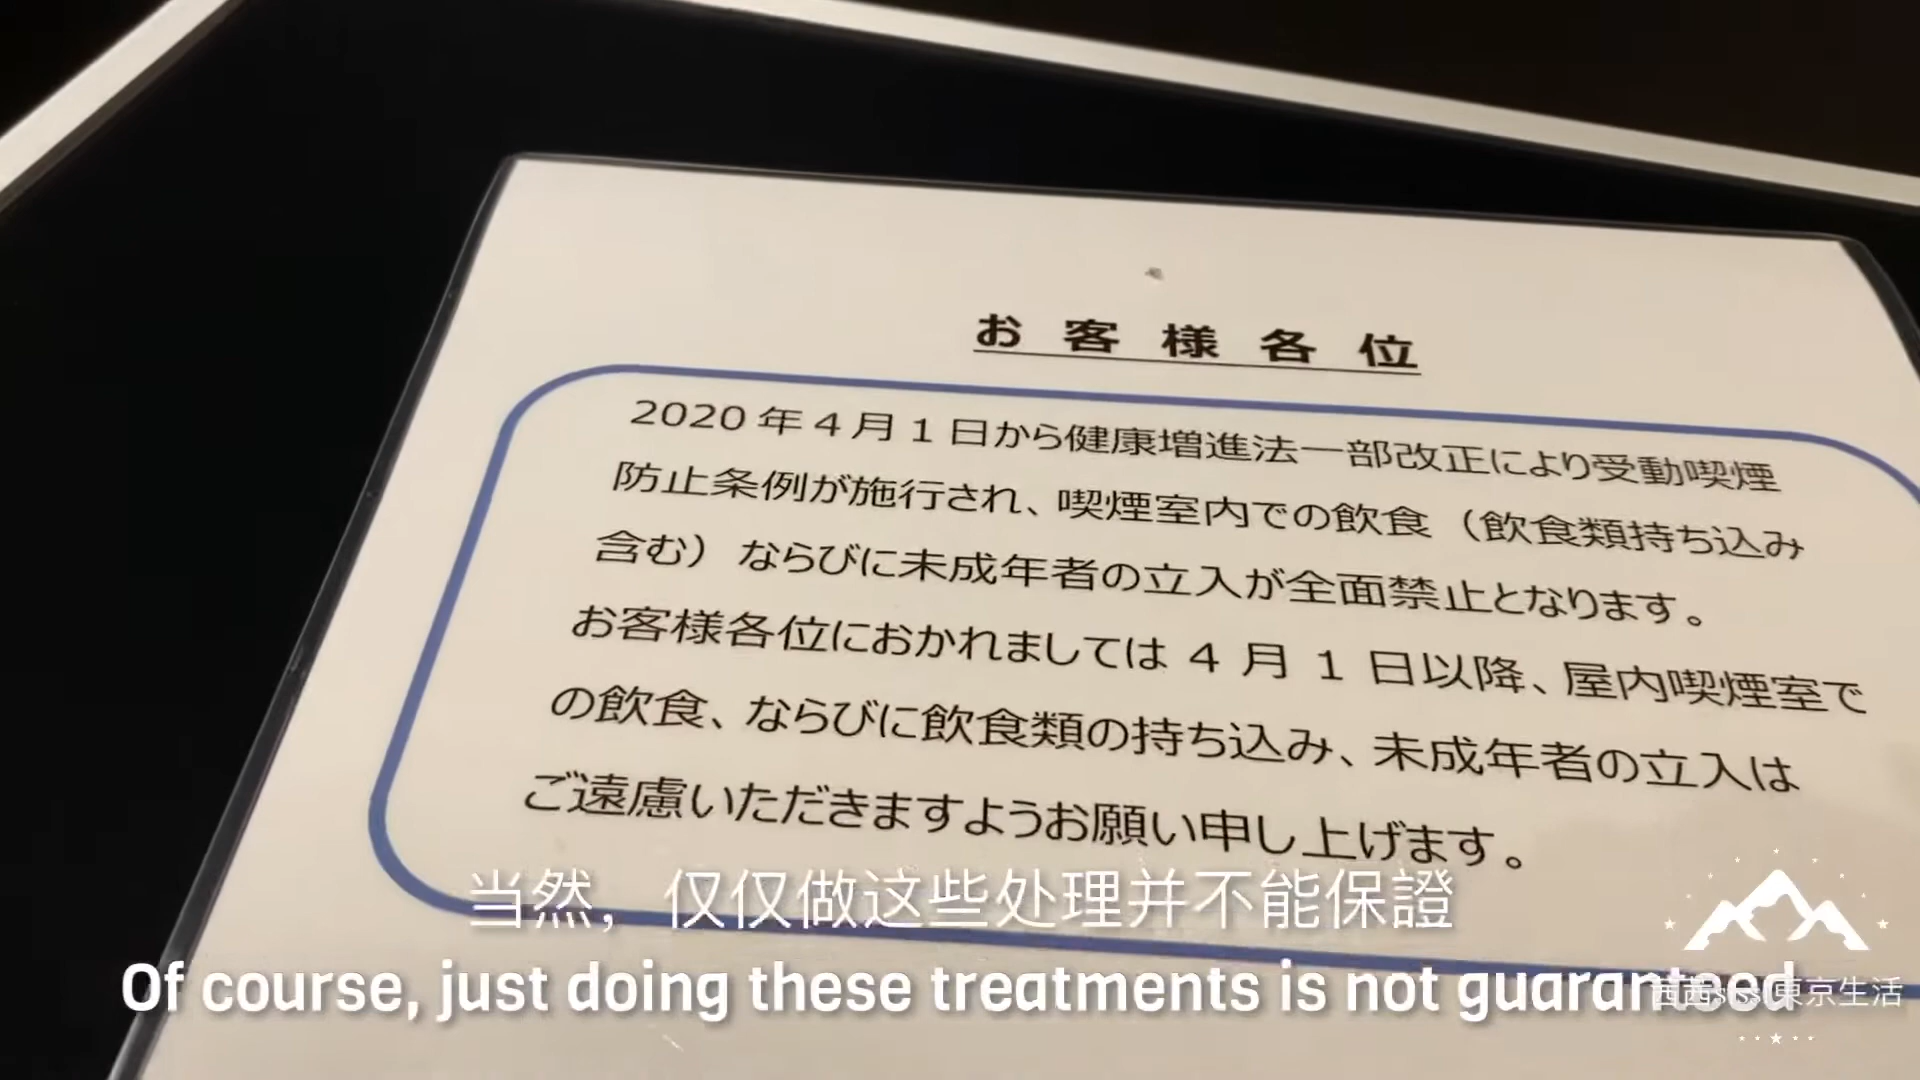 お客様各位
2020年4月1日から健康増進法一部改正により受動喫煙
防止条例が施行され、喫煙室内での飲食（飲食類持ち込み
含む）ならびに未成年者の立入が全面禁止となります。
お客様各位におかれましては4月1日以降、屋内喫煙室で
の飲食、ならびに飲食類の持ち込み、未成年者の立入は
ご遠慮いただきますようお願い申し上げます。
当然，仅仅做这些处理并不能保證
Of course, just doing these treatments is not guaranteed
茜茜sissi東京生活